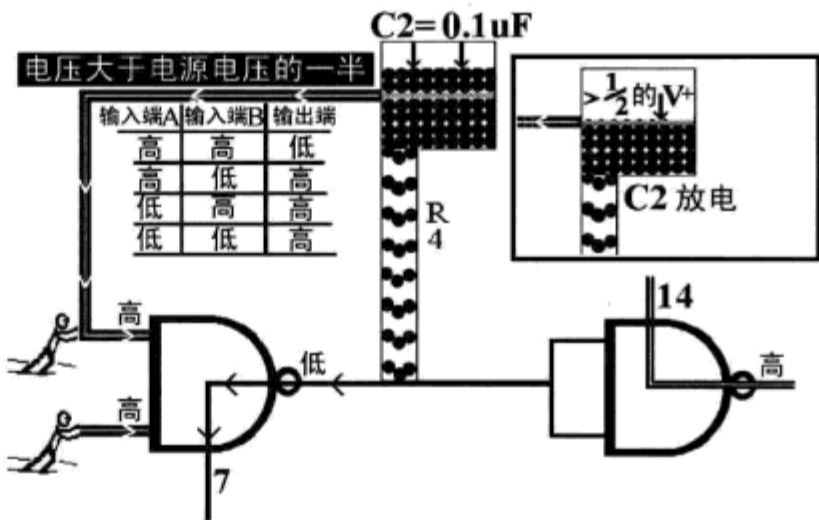 C2=0.1uF
电压大于电源电压的一半
输入端A 输入端B 输出端
高 高 低
高 低 高
低 高 高
低 低 高
>1/2的 V+
C2 放电
R4
14
高
高
低
高
7